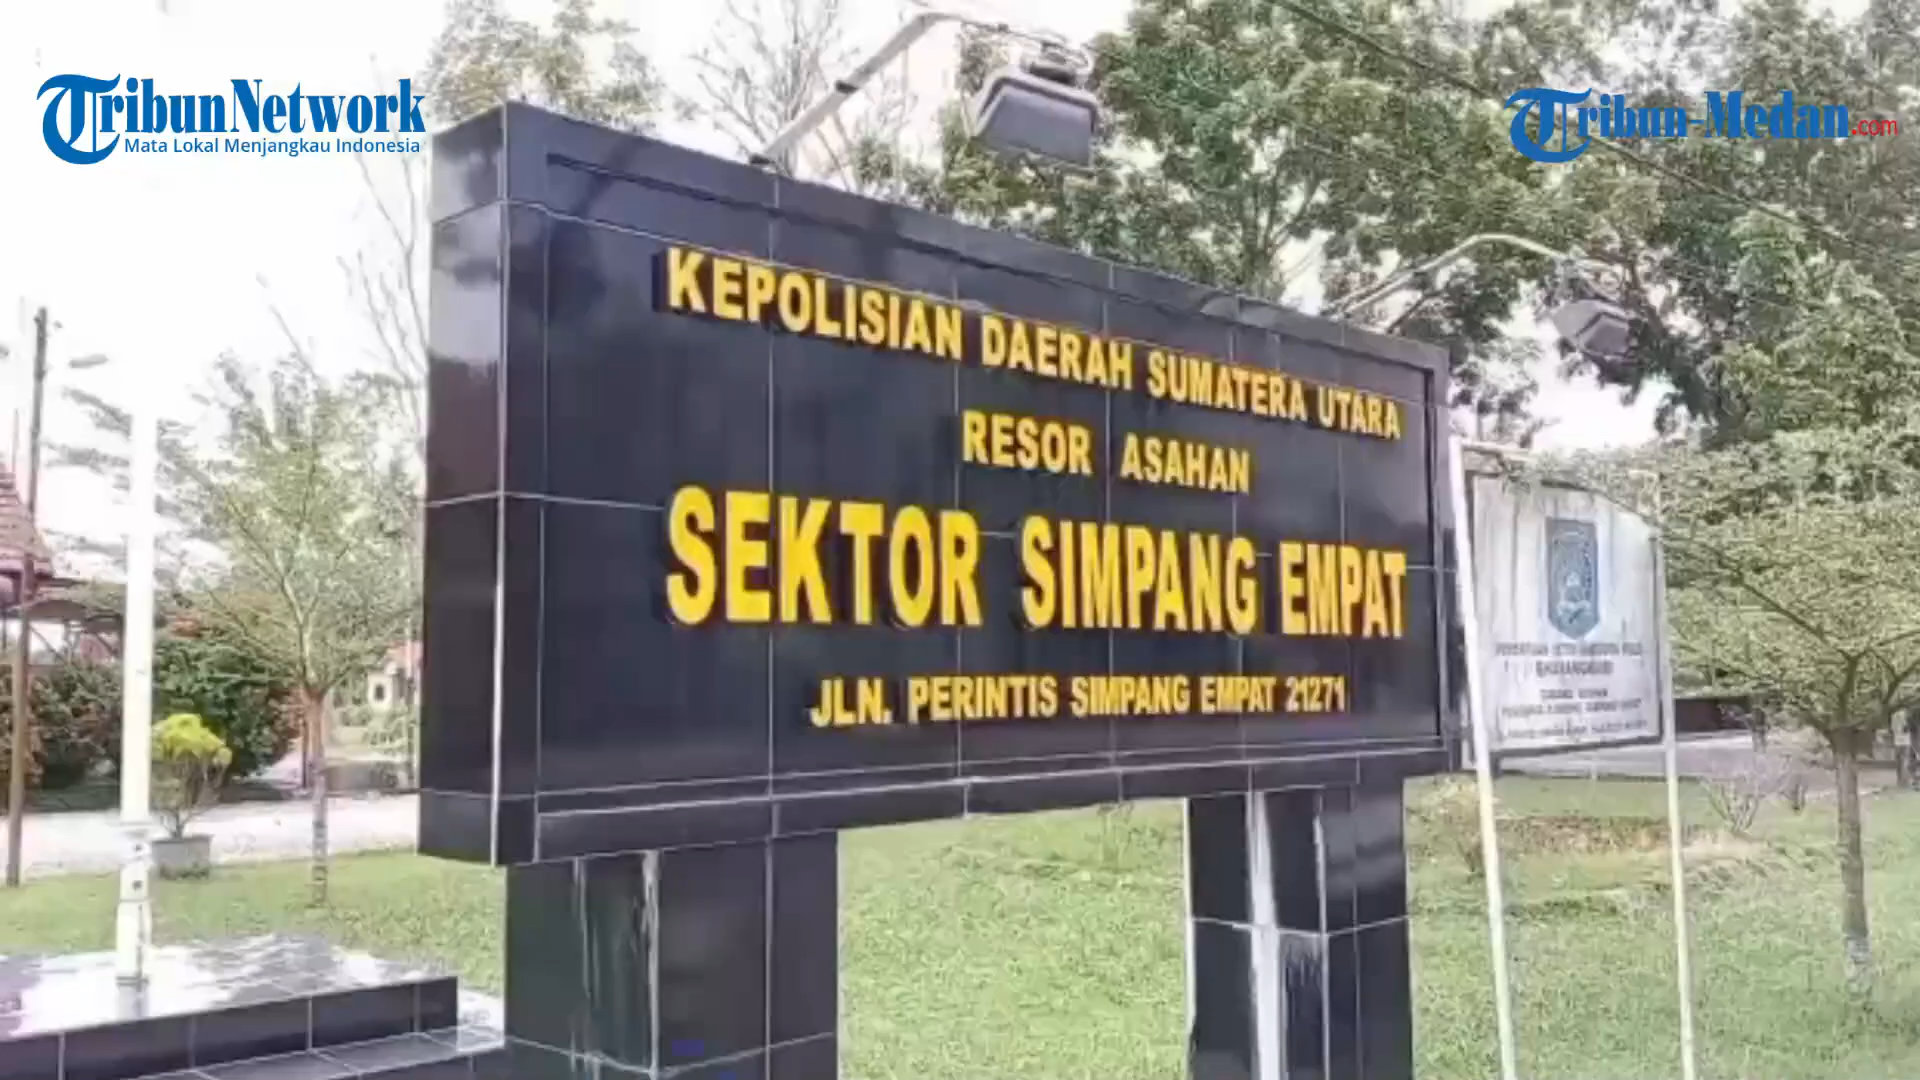 TribunNetwork
Mata Lokal Menjangkau Indonesia
Tribun-Medan.com
KEPOLISIAN DAERAH SUMATERA UTARA
RESOR ASAHAN
SEKTOR SIMPANG EMPAT
JLN. PERINTIS SIMPANG EMPAT 21271
BHAYANGKARI